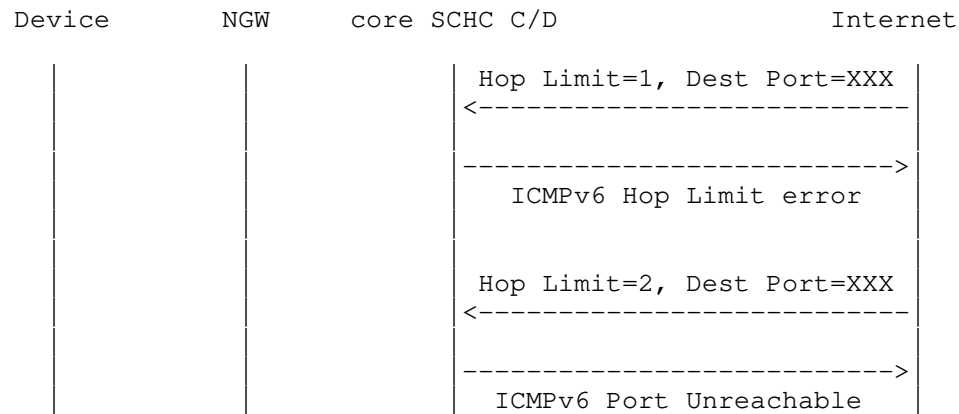 Device NGW core SCHC C/D Internet
Hop Limit=1, Dest Port=XXX
<---------------------------
--------------------------->
ICMPv6 Hop Limit error
Hop Limit=2, Dest Port=XXX
<---------------------------
--------------------------->
ICMPv6 Port Unreachable